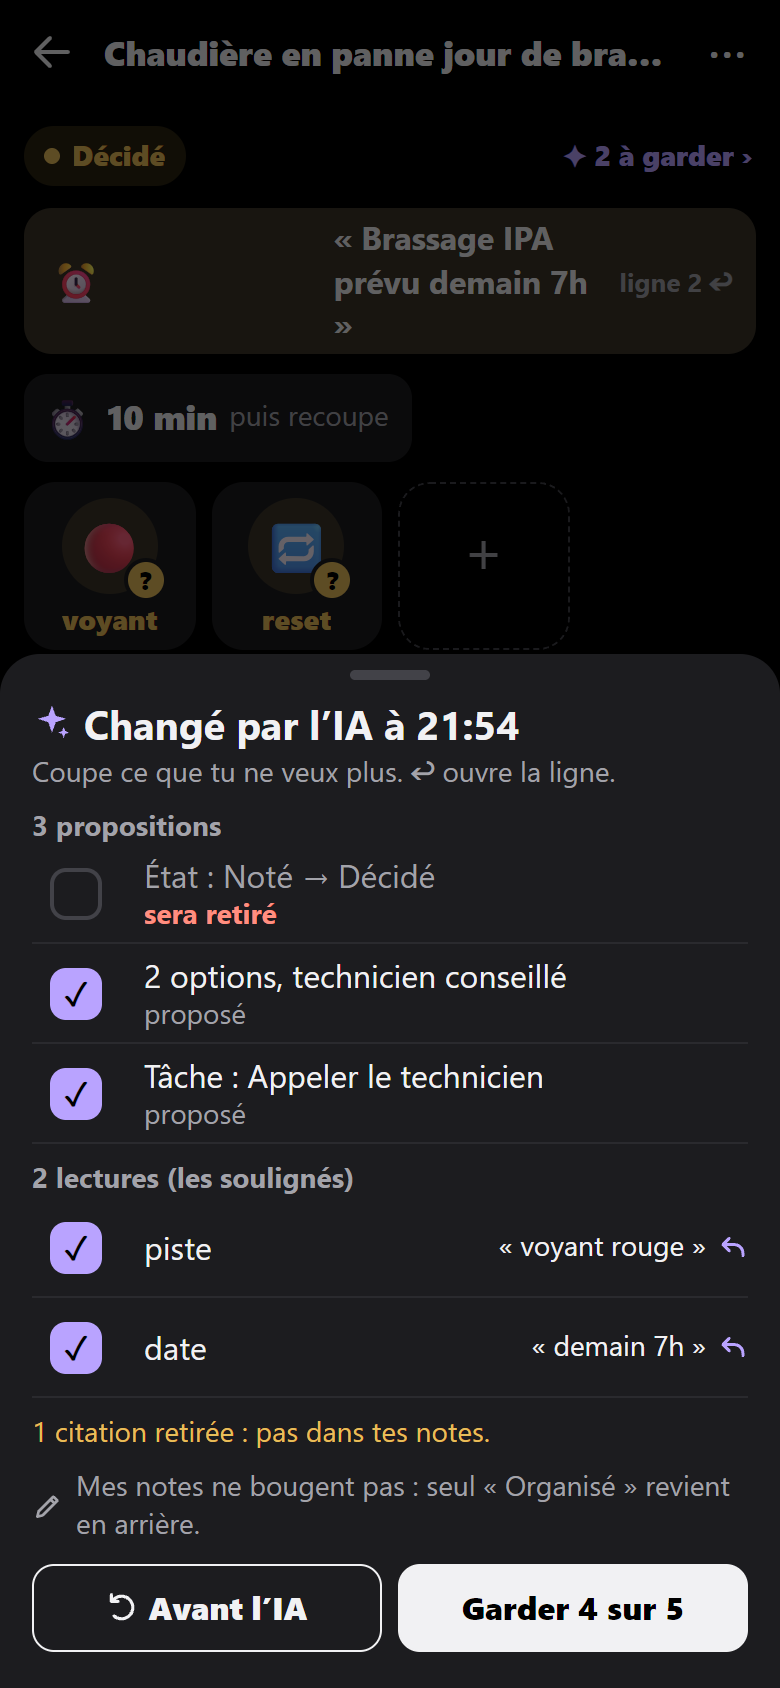 Chaudière en panne jour de bra...
Décidé
2 à garder ›
« Brassage IPA
prévu demain 7h
»
ligne 2 ↩
10 min puis recoupe
?
?
voyant
reset
+
Changé par l’IA à 21:54
Coupe ce que tu ne veux plus. ↩ ouvre la ligne.
3 propositions
État : Noté → Décidé
sera retiré
2 options, technicien conseillé
proposé
Tâche : Appeler le technicien
proposé
2 lectures (les soulignés)
piste « voyant rouge »
date « demain 7h »
1 citation retirée : pas dans tes notes.
Mes notes ne bougent pas : seul « Organisé » revient
en arrière.
Avant l’IA
Garder 4 sur 5